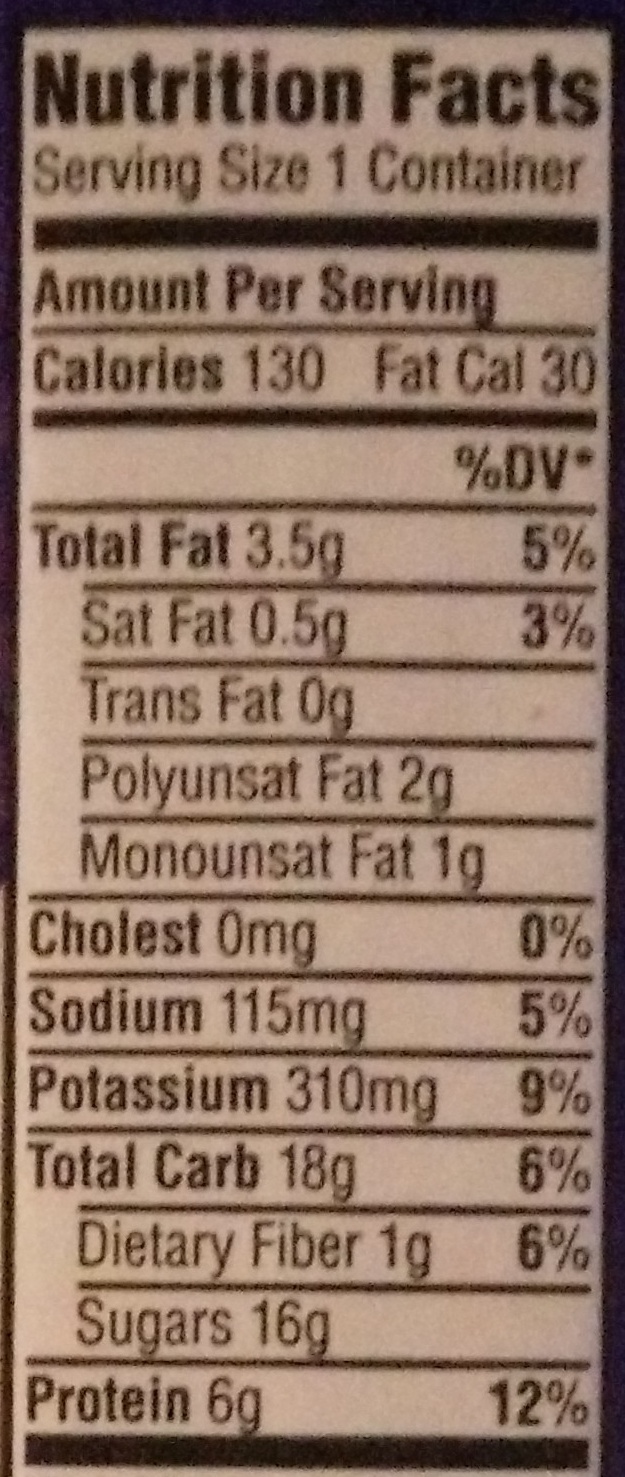 Nutrition Facts
Serving Size 1 Container
Amount Per Serving
Calories 130 Fat Cal 30
%DV*
Total Fat 3.5g 5%
Sat Fat 0.5g 3%
Trans Fat 0g
Polyunsat Fat 2g
Monounsat Fat 1g
Cholest 0mg 0%
Sodium 115mg 5%
Potassium 310mg 9%
Total Carb 18g 6%
Dietary Fiber 1g 6%
Sugars 16g
Protein 6g 12%